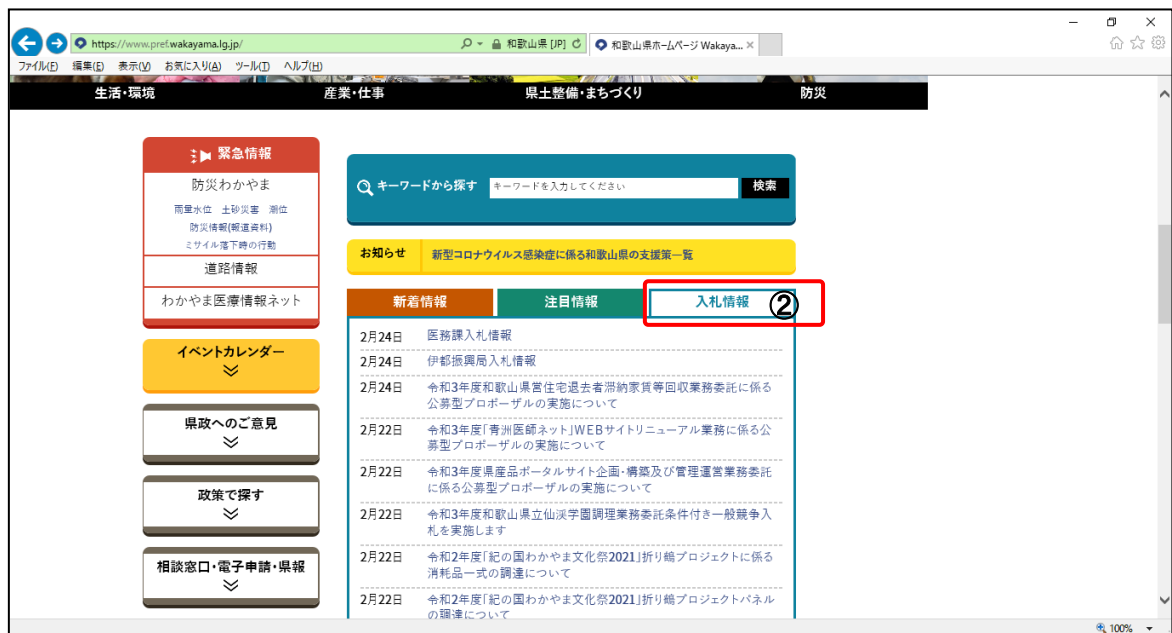 https://www.pref.wakayama.lg.jp/
和歌山県 [JP]
和歌山県ホームページ Wakaya... ×
ファイル(F) 編集(E) 表示(V) お気に入り(A) ツール(T) ヘルプ(H)
生活・環境 産業・仕事 県土整備・まちづくり 防災
緊急情報
防災わかやま
雨量水位 土砂災害 潮位
防災情報(報道資料)
ミサイル落下時の行動
道路情報
わかやま医療情報ネット
イベントカレンダー
県政へのご意見
政策で探す
相談窓口・電子申請・県報
キーワードから探す キーワードを入力してください 検索
お知らせ 新型コロナウイルス感染症に係る和歌山県の支援策一覧
新着情報 注目情報 入札情報 ②
2月24日 医務課入札情報
2月24日 伊都振興局入札情報
2月24日 令和3年度和歌山県営住宅退去者滞納家賃等回収業務委託に係る
公募型プロポーザルの実施について
2月22日 令和3年度「青洲医師ネット」WEBサイトリニューアル業務に係る公
募型プロポーザルの実施について
2月22日 令和3年度県産品ポータルサイト企画・構築及び管理運営業務委託
に係る公募型プロポーザルの実施について
2月22日 令和3年度和歌山県立仙渓学園調理業務委託条件付き一般競争入
札を実施します
2月22日 令和2年度「紀の国わかやま文化祭2021」折り鶴プロジェクトに係る
消耗品一式の調達について
2月22日 令和2年度「紀の国わかやま文化祭2021」折り鶴プロジェクトパネル
の調達について
100%